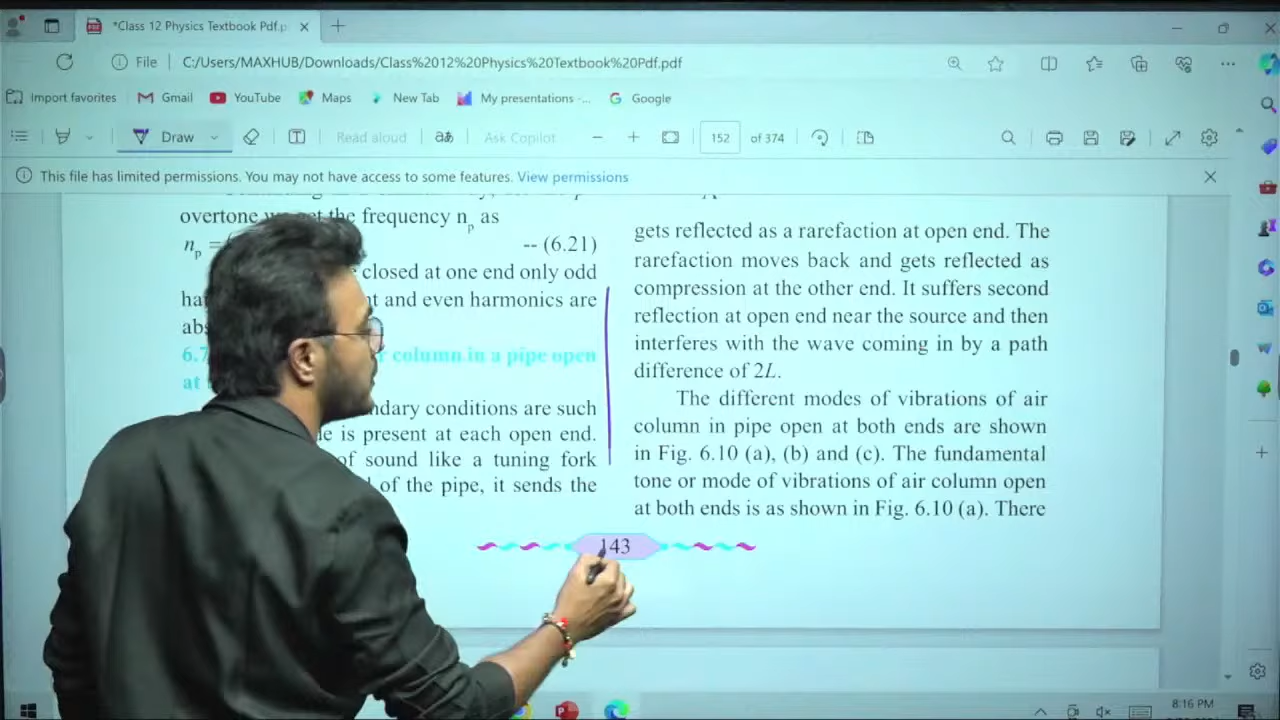 *Class 12 Physics Textbook Pdf.p
File C:/Users/MAXHUB/Downloads/Class%2012%20Physics%20Textbook%20Pdf.pdf
Import favorites Gmail YouTube Maps New Tab My presentations -... Google
Draw Read aloud aあ Ask Copilot 152 of 374
This file has limited permissions. You may not have access to some features. View permissions
overtone the frequency np as
np = -- (6.21)
closed at one end only odd
and even harmonics are
column in a pipe open
at
conditions are such
is present at each open end.
of sound like a tuning fork
of the pipe, it sends the
gets reflected as a rarefaction at open end. The
rarefaction moves back and gets reflected as
compression at the other end. It suffers second
reflection at open end near the source and then
interferes with the wave coming in by a path
difference of 2L.
The different modes of vibrations of air
column in pipe open at both ends are shown
in Fig. 6.10 (a), (b) and (c). The fundamental
tone or mode of vibrations of air column open
at both ends is as shown in Fig. 6.10 (a). There
143
8:16 PM